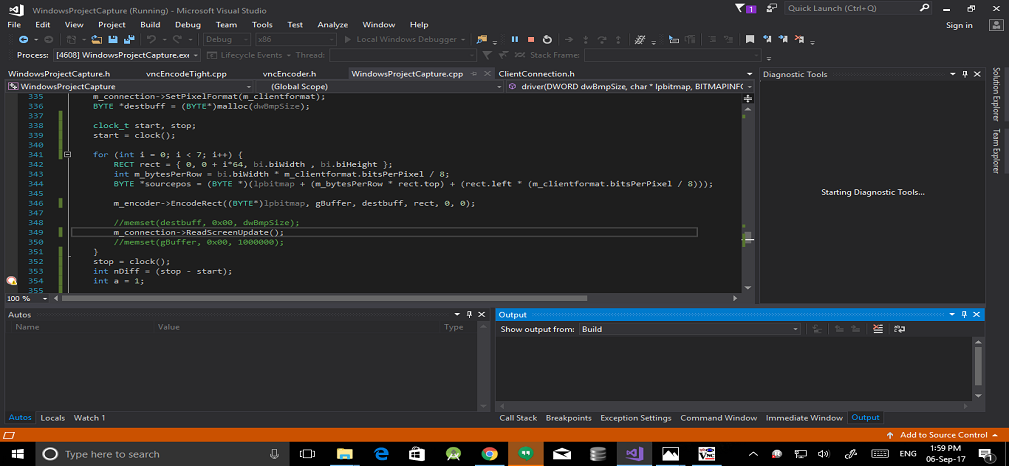 WindowsProjectCapture (Running) - Microsoft Visual Studio
1
Quick Launch (Ctrl+Q)
File Edit View Project Build Debug Team Tools Test Analyze Window Help
Sign in
Debug x86 Local Windows Debugger
Process: [4608] WindowsProjectCapture.exe Lifecycle Events Thread: Stack Frame:
WindowsProjectCapture.h vncEncodeTight.cpp vncEncoder.h WindowsProjectCapture.cpp ClientConnection.h
Diagnostic Tools
WindowsProjectCapture (Global Scope) driver(DWORD dwBmpSize, char * lpbitmap, BITMAPINFO
335 m_connection->SetPixelFormat(m_clientformat);
336 BYTE *destbuff = (BYTE*)malloc(dwBmpSize);
337
338 clock_t start, stop;
339 start = clock();
340
341 for (int i = 0; i < 7; i++) {
342 RECT rect = { 0, 0 + i*64, bi.biWidth , bi.biHeight };
343 int m_bytesPerRow = bi.biWidth * m_clientformat.bitsPerPixel / 8;
344 BYTE *sourcepos = (BYTE *)(lpbitmap + (m_bytesPerRow * rect.top) + (rect.left * (m_clientformat.bitsPerPixel / 8)));
345
346 m_encoder->EncodeRect((BYTE*)lpbitmap, gBuffer, destbuff, rect, 0, 0);
347
348 //memset(destbuff, 0x00, dwBmpSize);
349 m_connection->ReadScreenUpdate();
350 //memset(gBuffer, 0x00, 1000000);
351 }
352 stop = clock();
353 int nDiff = (stop - start);
354 int a = 1;
355
100 %
Starting Diagnostic Tools...
Solution Explorer
Team Explorer
Autos
Name Value Type
Autos Locals Watch 1
Output
Show output from: Build
Call Stack Breakpoints Exception Settings Command Window Immediate Window Output
Add to Source Control
Type here to search
ENG
1:59 PM
06-Sep-17
1